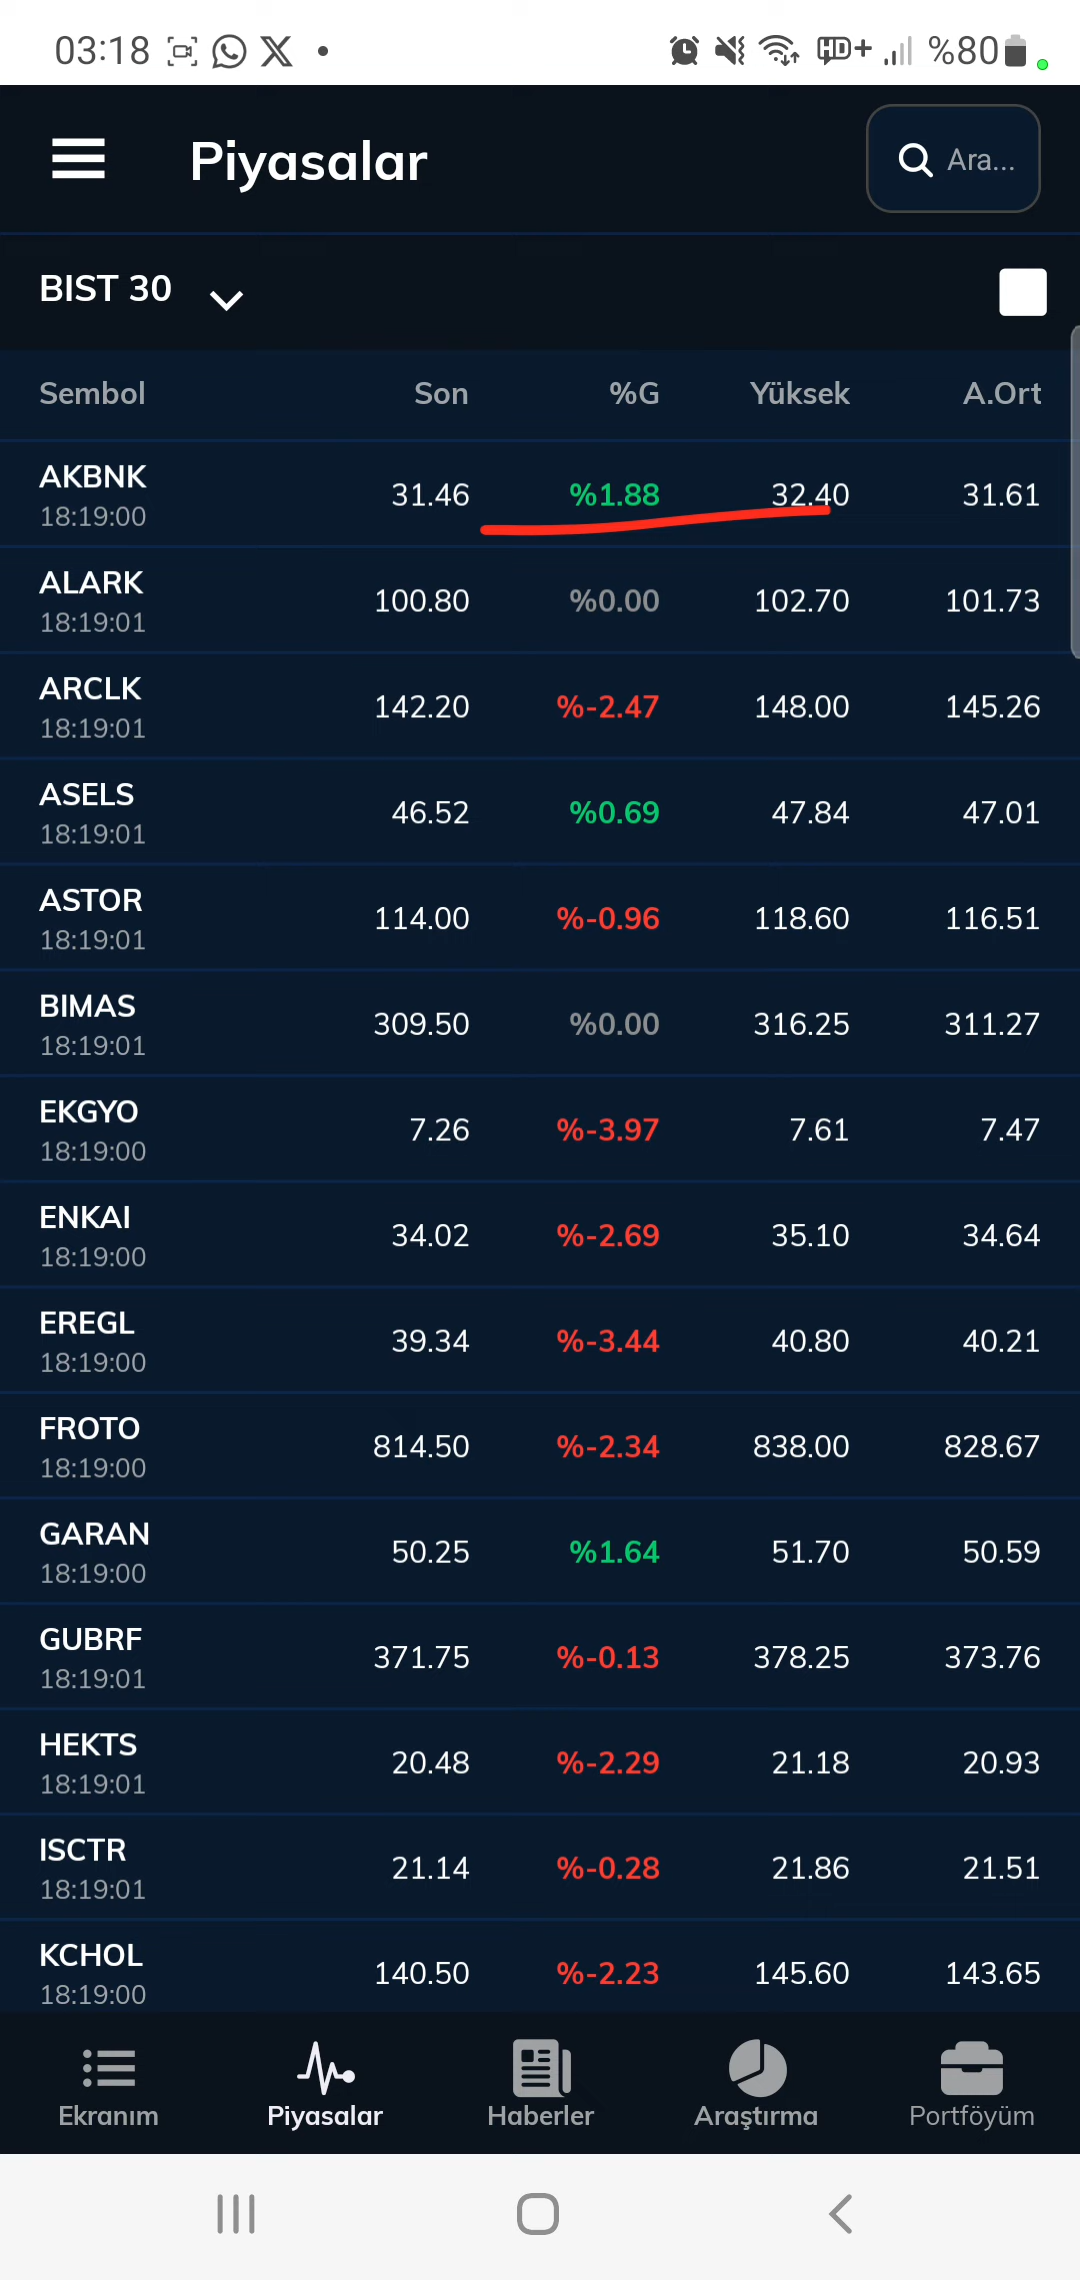 03:18 X • HD+ %80
Piyasalar
Ara...
BIST 30
Sembol Son %G Yüksek A.Ort
AKBNK 31.46 %1.88 32.40 31.61
18:19:00
ALARK 100.80 %0.00 102.70 101.73
18:19:01
ARCLK 142.20 %-2.47 148.00 145.26
18:19:01
ASELS 46.52 %0.69 47.84 47.01
18:19:01
ASTOR 114.00 %-0.96 118.60 116.51
18:19:01
BIMAS 309.50 %0.00 316.25 311.27
18:19:01
EKGYO 7.26 %-3.97 7.61 7.47
18:19:00
ENKAI 34.02 %-2.69 35.10 34.64
18:19:00
EREGL 39.34 %-3.44 40.80 40.21
18:19:00
FROTO 814.50 %-2.34 838.00 828.67
18:19:00
GARAN 50.25 %1.64 51.70 50.59
18:19:00
GUBRF 371.75 %-0.13 378.25 373.76
18:19:01
HEKTS 20.48 %-2.29 21.18 20.93
18:19:01
ISCTR 21.14 %-0.28 21.86 21.51
18:19:01
KCHOL 140.50 %-2.23 145.60 143.65
18:19:00
Ekranım Piyasalar Haberler Araştırma Portföyüm